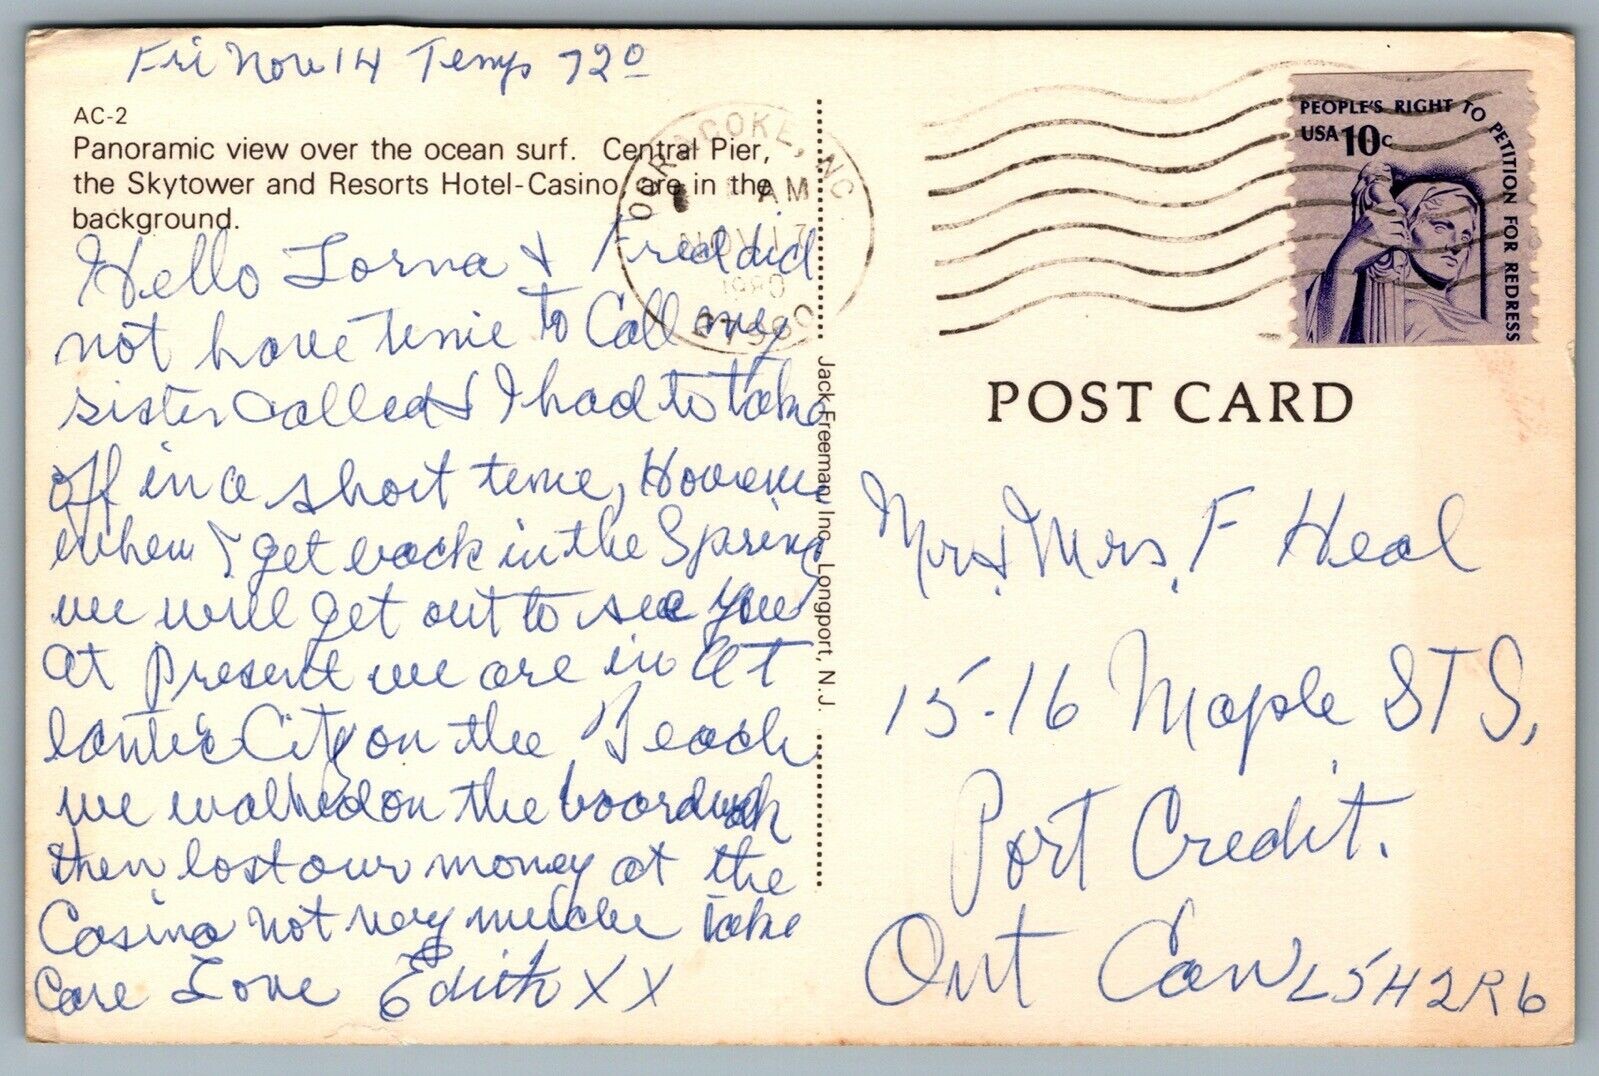 Fri Nov 14 Temp 72º
AC-2
Panoramic view over the ocean surf. Central Pier,
the Skytower and Resorts Hotel-Casino, are in the
background.
Hello Lorna & Fred did
not have time to Call my
sister Called & I had to take
off in a short time, However
when I get back in the Spring
we will get out to see you
at present we are in At
lantic City on the Beach
we walked on the boardwalk
then lost our money at the
Casino not very much take
care Love Edith XX
Jack Freeman, Inc. Longport, N.J.
OCRACOKE, NC
AM
NOV
1980
27960
PEOPLE'S RIGHT TO PETITION FOR REDRESS
USA 10c
POST CARD
Mr & Mrs. F Heal
15-16 Maple ST S,
Port Credit.
Ont Can L5H2R6